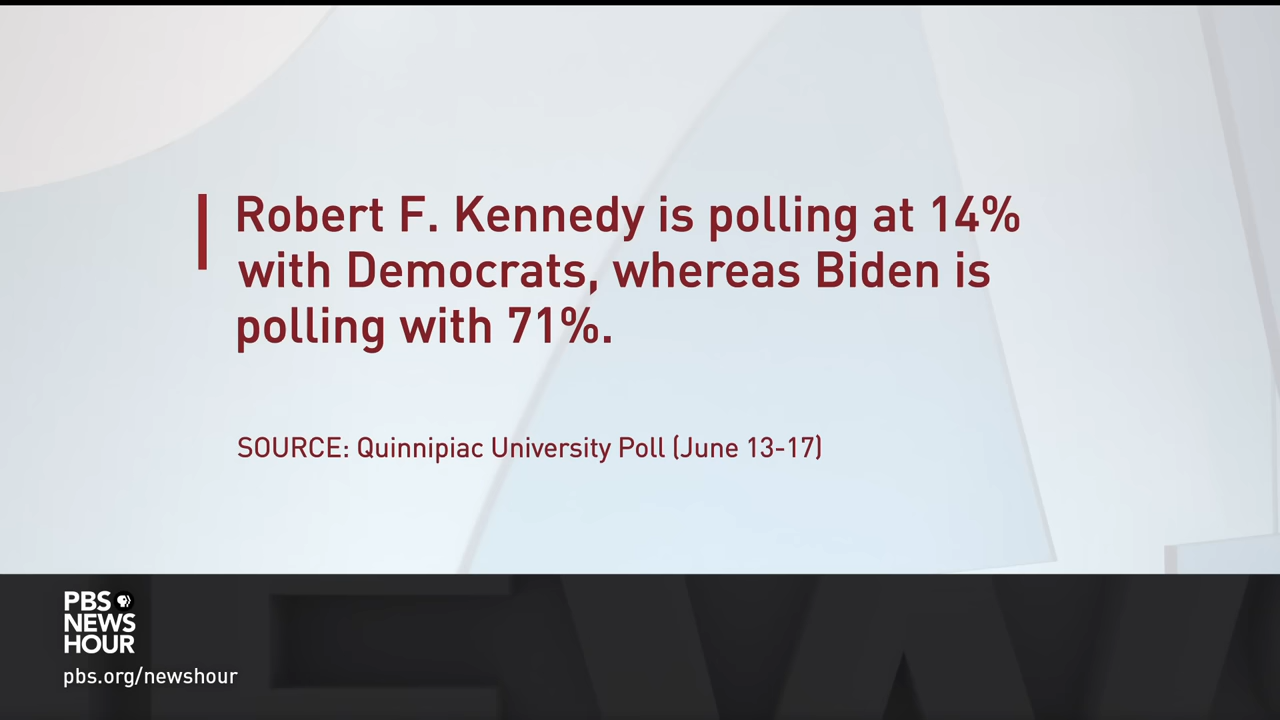 Robert F. Kennedy is polling at 14%
with Democrats, whereas Biden is
polling with 71%.
SOURCE: Quinnipiac University Poll (June 13-17)
PBS
NEWS
HOUR
pbs.org/newshour
EW